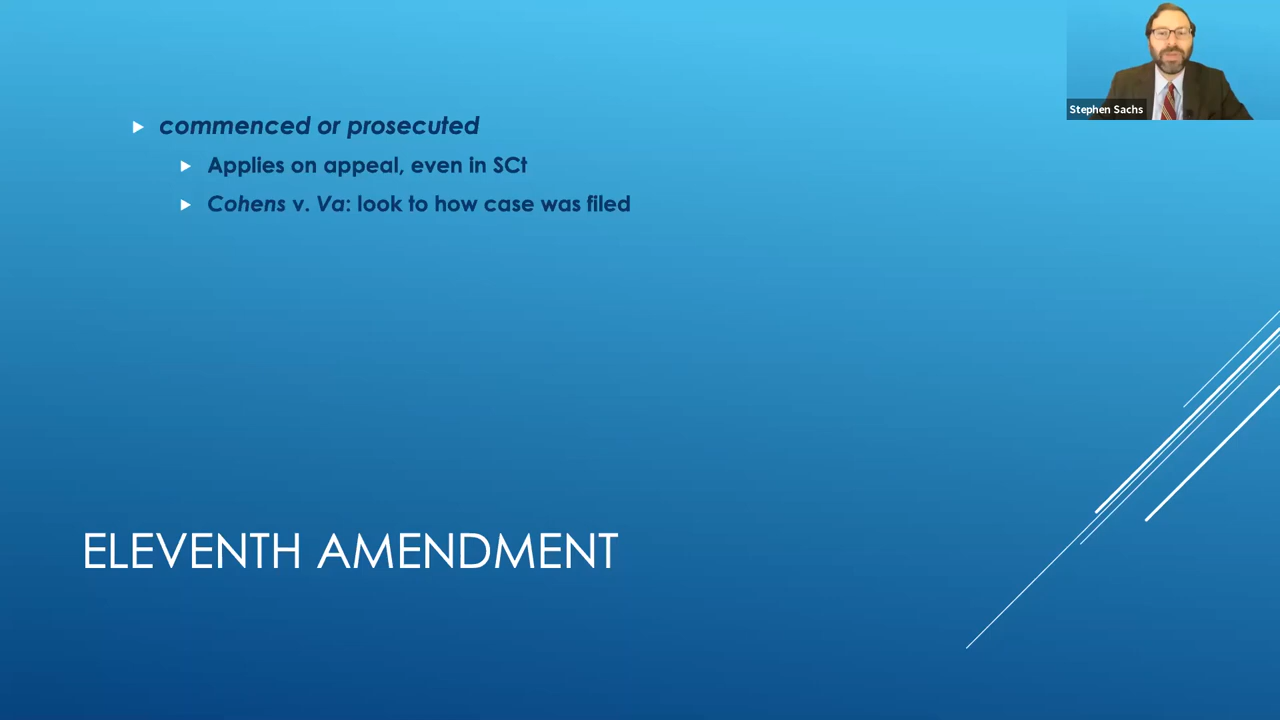 Stephen Sachs
commenced or prosecuted
Applies on appeal, even in SCt
Cohens v. Va: look to how case was filed
ELEVENTH AMENDMENT